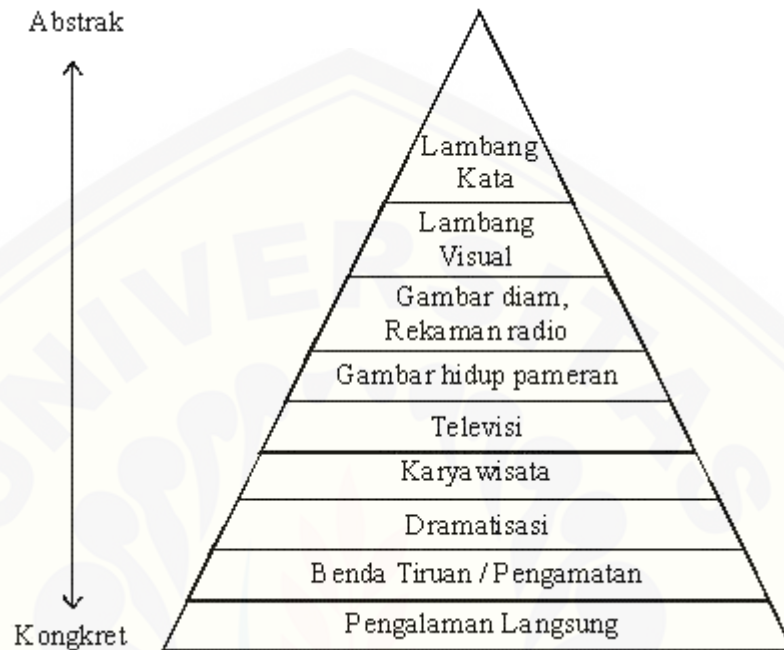 Abstrak
Lambang
Kata
Lambang
Visual
Gambar diam,
Rekaman radio
Gambar hidup pameran
Televisi
Karyawisata
Dramatisasi
Benda Tiruan / Pengamatan
Pengalaman Langsung
Kongkret
UNIVERSITAS